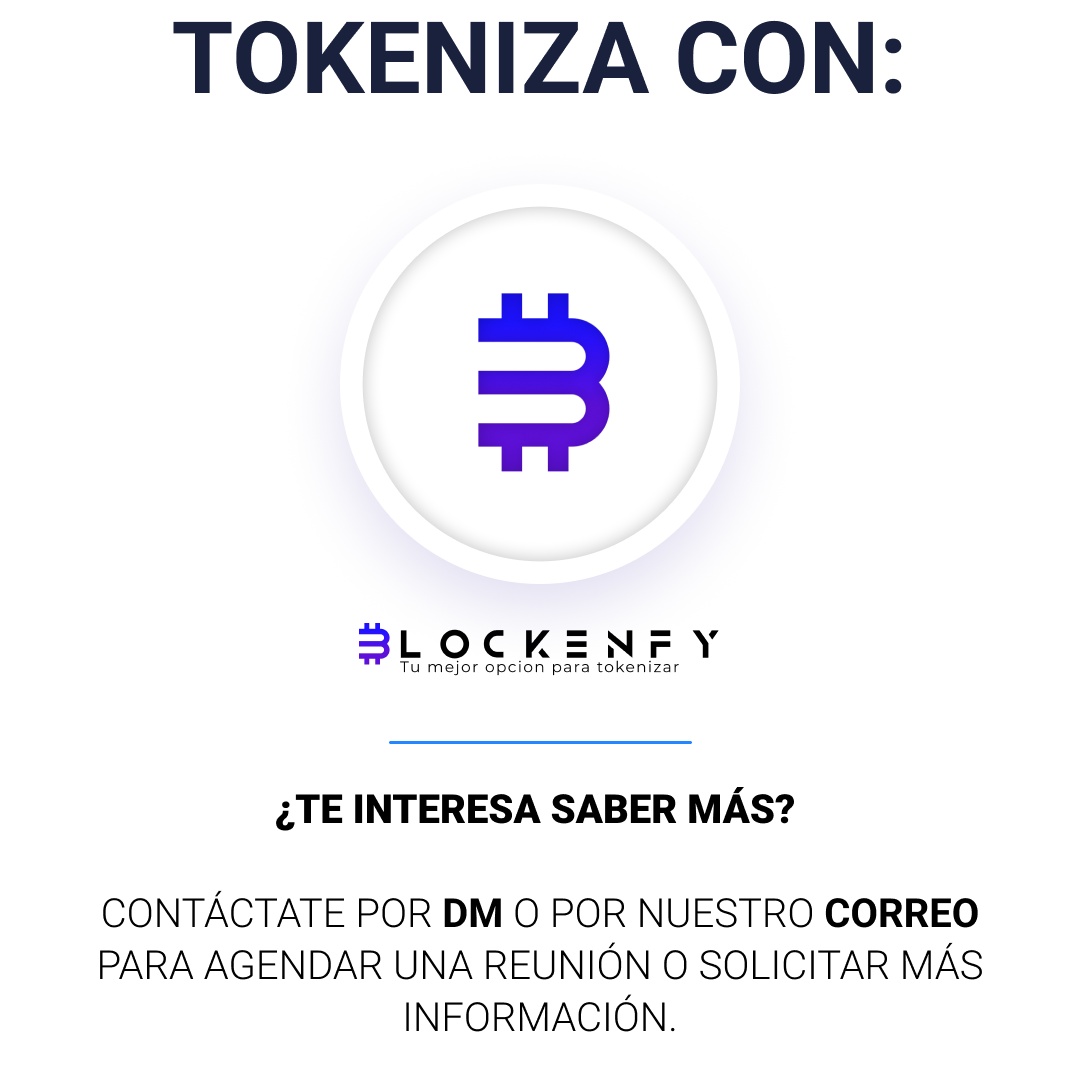 TOKENIZA CON:
BLOCKENFY
Tu mejor opcion para tokenizar
¿TE INTERESA SABER MÁS?
CONTÁCTATE POR DM O POR NUESTRO CORREO
PARA AGENDAR UNA REUNIÓN O SOLICITAR MÁS
INFORMACIÓN.